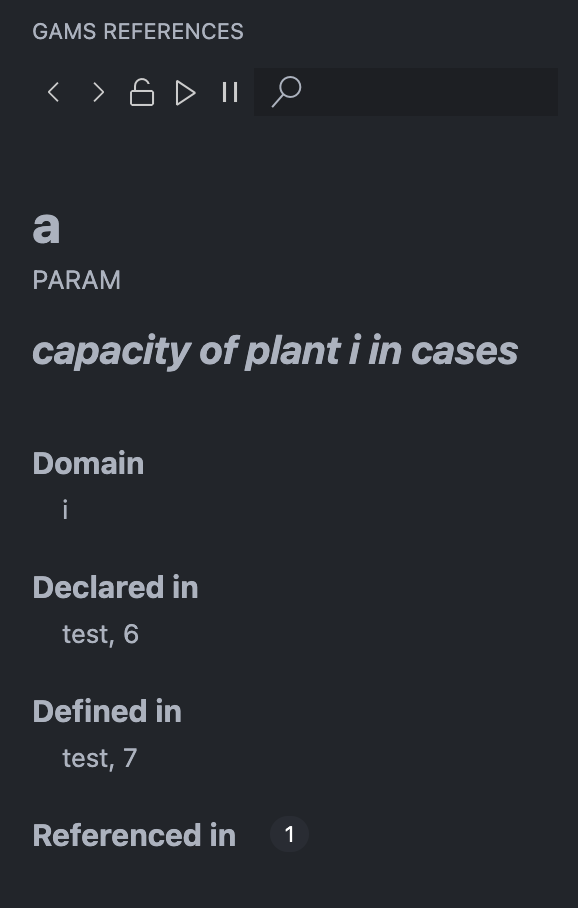 GAMS REFERENCES
a
PARAM
capacity of plant i in cases
Domain
i
Declared in
test, 6
Defined in
test, 7
Referenced in 1